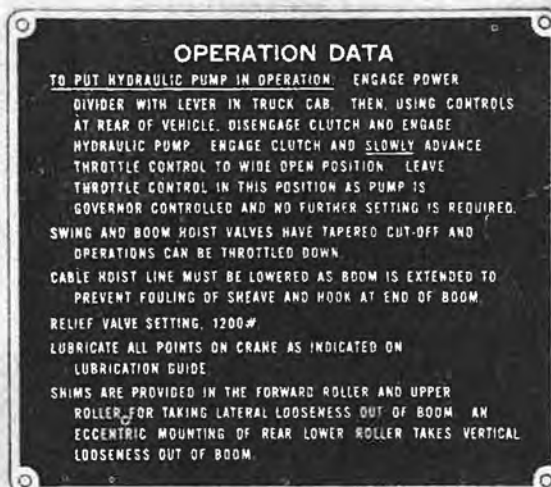 OPERATION DATA
TO PUT HYDRAULIC PUMP IN OPERATION: ENGAGE POWER
DIVIDER WITH LEVER IN TRUCK CAB. THEN, USING CONTROLS
AT REAR OF VEHICLE, DISENGAGE CLUTCH AND ENGAGE
HYDRAULIC PUMP. ENGAGE CLUTCH AND SLOWLY ADVANCE
THROTTLE CONTROL TO WIDE OPEN POSITION. LEAVE
THROTTLE CONTROL IN THIS POSITION AS PUMP IS
GOVERNOR CONTROLLED AND NO FURTHER SETTING IS REQUIRED.
SWING AND BOOM HOIST VALVES HAVE TAPERED CUT-OFF AND
OPERATIONS CAN BE THROTTLED DOWN.
CABLE HOIST LINE MUST BE LOWERED AS BOOM IS EXTENDED TO
PREVENT FOULING OF SHEAVE AND HOOK AT END OF BOOM.
RELIEF VALVE SETTING, 1200#
LUBRICATE ALL POINTS ON CRANE AS INDICATED ON
LUBRICATION GUIDE
SHIMS ARE PROVIDED IN THE FORWARD ROLLER AND UPPER
ROLLER FOR TAKING LATERAL LOOSENESS OUT OF BOOM. AN
ECCENTRIC MOUNTING OF REAR LOWER ROLLER TAKES VERTICAL
LOOSENESS OUT OF BOOM.